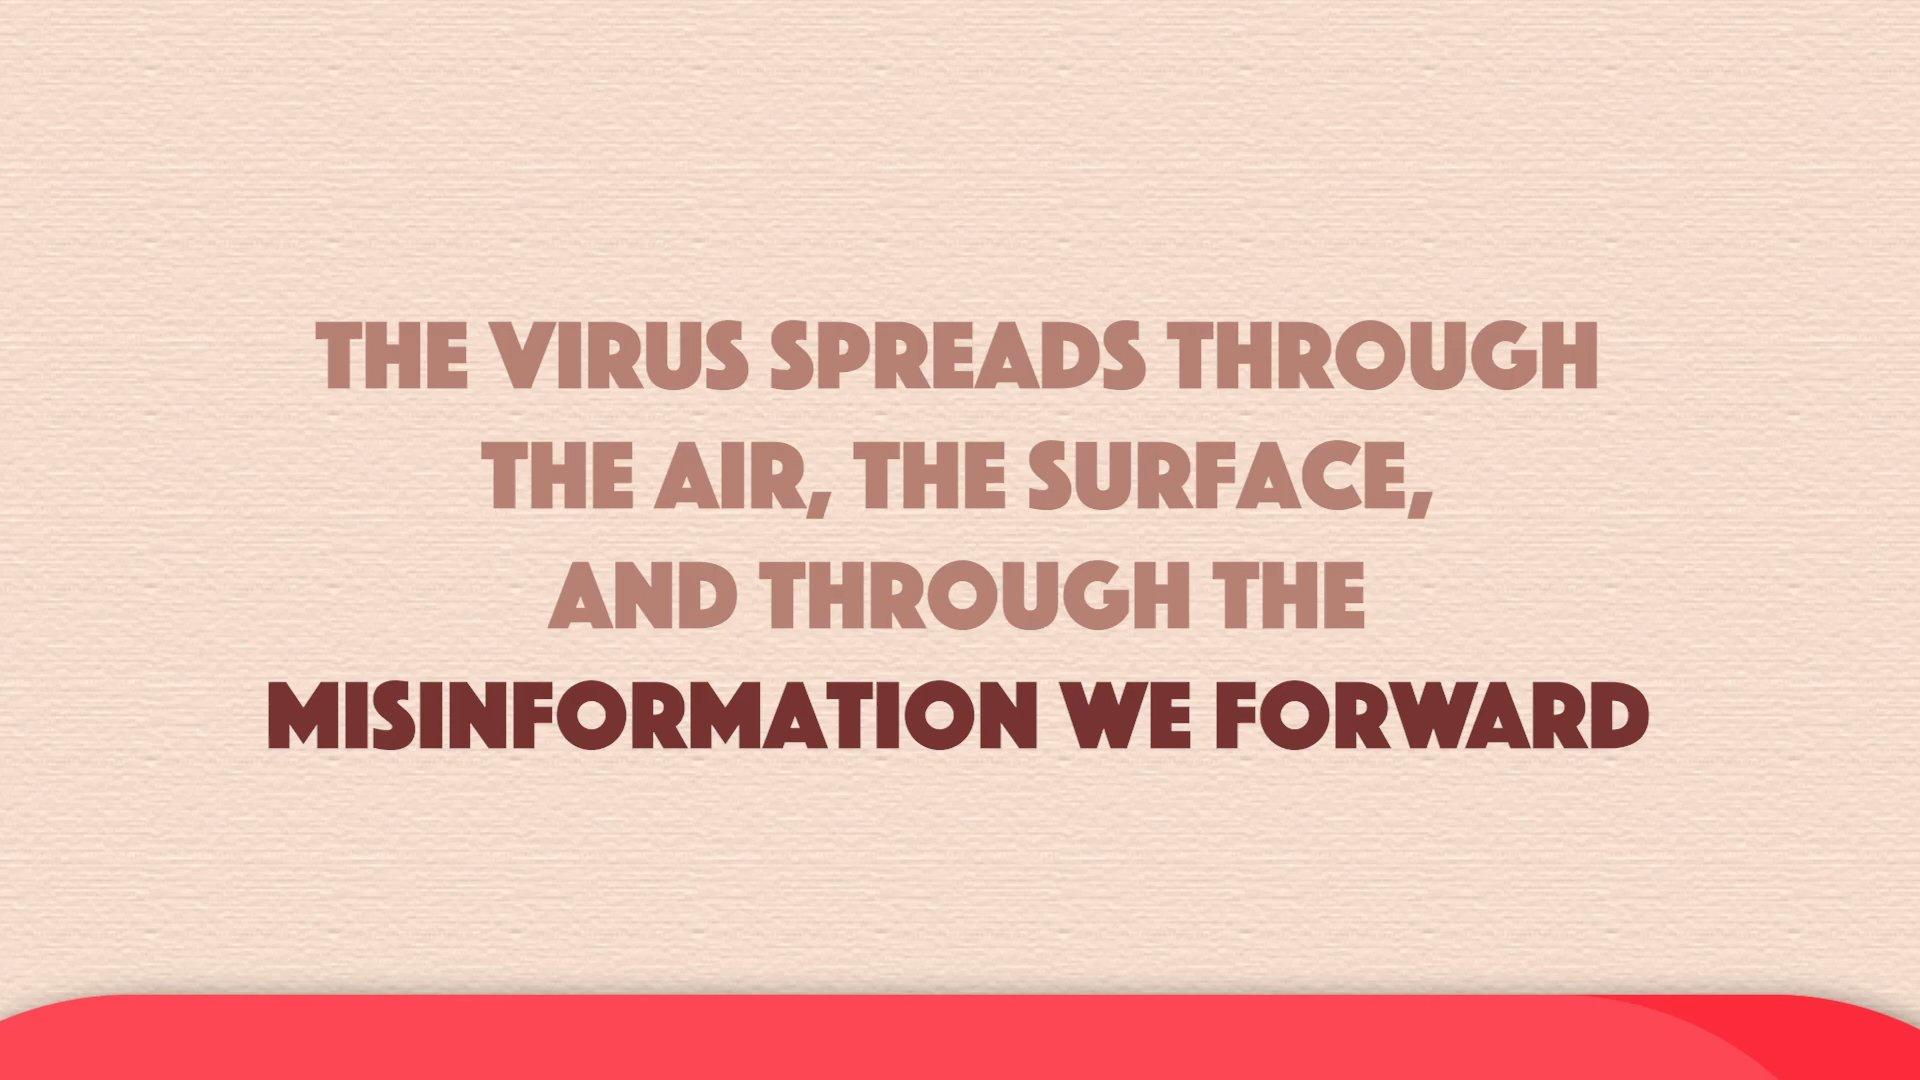 THE VIRUS SPREADS THROUGH
THE AIR, THE SURFACE,
AND THROUGH THE
MISINFORMATION WE FORWARD